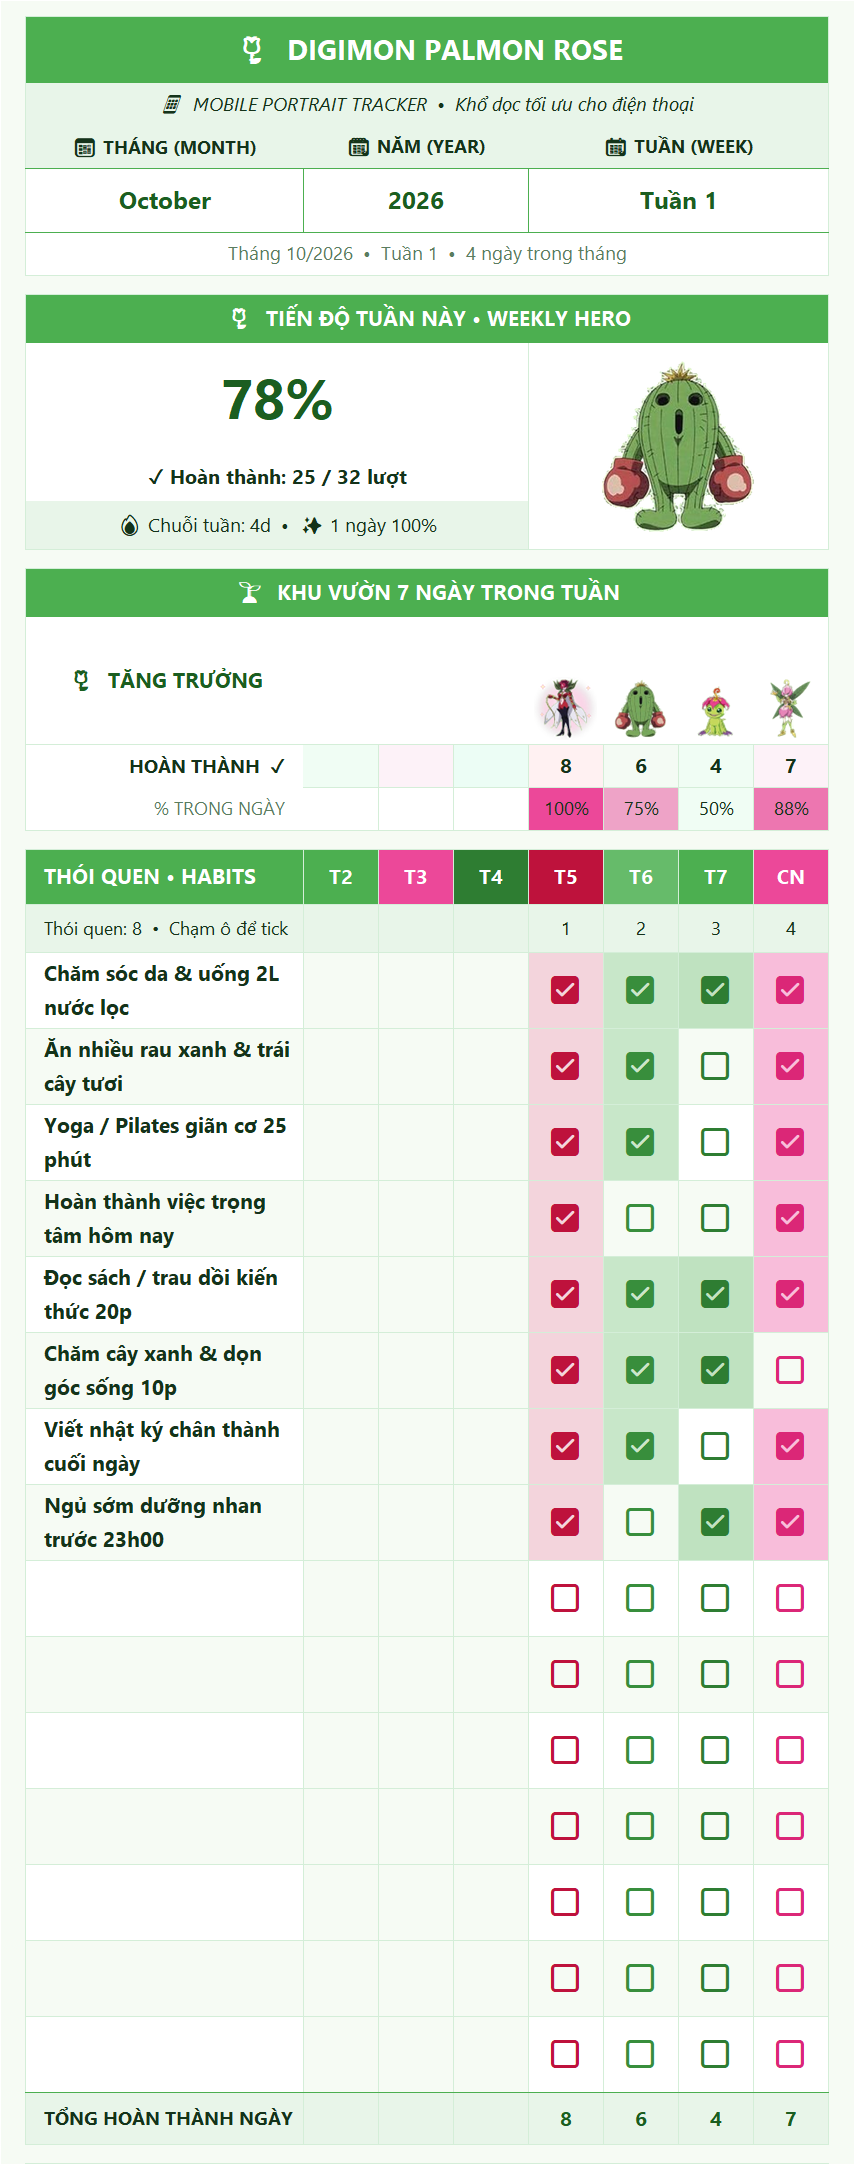 DIGIMON PALMON ROSE
MOBILE PORTRAIT TRACKER • Khổ dọc tối ưu cho điện thoại
THÁNG (MONTH) NĂM (YEAR) TUẦN (WEEK)
October 2026 Tuần 1
Tháng 10/2026 • Tuần 1 • 4 ngày trong tháng
TIẾN ĐỘ TUẦN NÀY • WEEKLY HERO
78%
✓ Hoàn thành: 25 / 32 lượt
Chuỗi tuần: 4d • 1 ngày 100%
KHU VƯỜN 7 NGÀY TRONG TUẦN
TĂNG TRƯỞNG
HOÀN THÀNH ✓ 8 6 4 7
% TRONG NGÀY 100% 75% 50% 88%
THÓI QUEN • HABITS T2 T3 T4 T5 T6 T7 CN
Thói quen: 8 • Chạm ô để tick 1 2 3 4
Chăm sóc da & uống 2L
nước lọc
Ăn nhiều rau xanh & trái
cây tươi
Yoga / Pilates giãn cơ 25
phút
Hoàn thành việc trọng
tâm hôm nay
Đọc sách / trau dồi kiến
thức 20p
Chăm cây xanh & dọn
góc sống 10p
Viết nhật ký chân thành
cuối ngày
Ngủ sớm dưỡng nhan
trước 23h00
TỔNG HOÀN THÀNH NGÀY 8 6 4 7